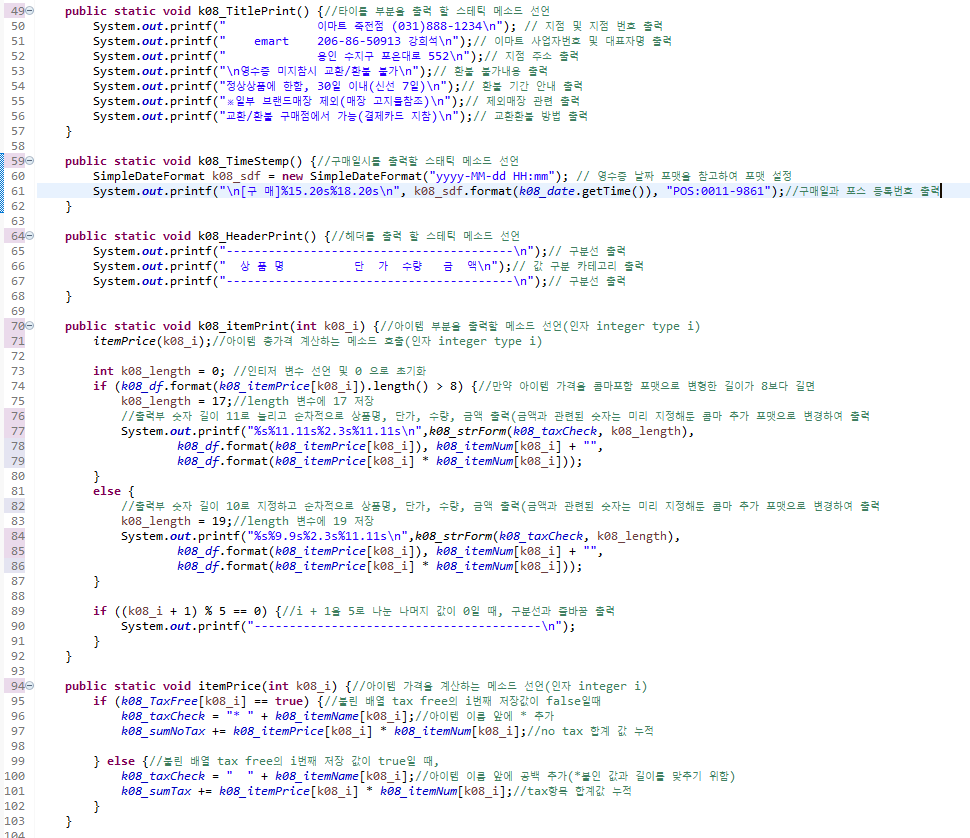 49 public static void k08_TitlePrint() {//타이틀 부분을 출력 할 스테틱 메소드 선언
50 System.out.printf("             이마트 죽전점 (031)888-1234\n"); // 지점 및 지점 번호 출력
51 System.out.printf("    emart    206-86-50913 강희석\n");// 이마트 사업자번호 및 대표자명 출력
52 System.out.printf("             용인 수지구 포은대로 552\n");// 지점 주소 출력
53 System.out.printf("\n영수증 미지참시 교환/환불 불가\n");// 환불 불가내용 출력
54 System.out.printf("정상상품에 한함, 30일 이내(신선 7일)\n");// 환불 기간 안내 출력
55 System.out.printf("※일부 브랜드매장 제외(매장 고지물참조)\n");// 제외매장 관련 출력
56 System.out.printf("교환/환불 구매점에서 가능(결제카드 지참)\n");// 교환환불 방법 출력
57 }
58
59 public static void k08_TimeStemp() {//구매일시를 출력할 스태틱 메소드 선언
60 SimpleDateFormat k08_sdf = new SimpleDateFormat("yyyy-MM-dd HH:mm"); // 영수증 날짜 포맷을 참고하여 포맷 설정
61 System.out.printf("\n[구 매]%15.20s%18.20s\n", k08_sdf.format(k08_date.getTime()), "POS:0011-9861");//구매일과 포스 등록번호 출력
62 }
63
64 public static void k08_HeaderPrint() {//헤더를 출력 할 스테틱 메소드 선언
65 System.out.printf("-----------------------------------------\n");// 구분선 출력
66 System.out.printf("  상 품 명          단  가  수량   금  액\n");// 값 구분 카테고리 출력
67 System.out.printf("-----------------------------------------\n");// 구분선 출력
68 }
69
70 public static void k08_itemPrint(int k08_i) {//아이템 부분을 출력할 메소드 선언(인자 integer type i)
71 itemPrice(k08_i);//아이템 총가격 계산하는 메소드 호출(인자 integer type i)
72
73 int k08_length = 0; //인티저 변수 선언 및 0 으로 초기화
74 if (k08_df.format(k08_itemPrice[k08_i]).length() > 8) {//만약 아이템 가격을 콤마포함 포맷으로 변형한 길이가 8보다 길면
75 k08_length = 17;//length 변수에 17 저장
76 //출력부 숫자 길이 11로 늘리고 순차적으로 상품명, 단가, 수량, 금액 출력(금액과 관련된 숫자는 미리 지정해둔 콤마 추가 포맷으로 변경하여 출력
77 System.out.printf("%s%11.11s%2.3s%11.11s\n",k08_strForm(k08_taxCheck, k08_length),
78 k08_df.format(k08_itemPrice[k08_i]), k08_itemNum[k08_i] + "",
79 k08_df.format(k08_itemPrice[k08_i] * k08_itemNum[k08_i]));
80 }
81 else {
82 //출력부 숫자 길이 10로 지정하고 순차적으로 상품명, 단가, 수량, 금액 출력(금액과 관련된 숫자는 미리 지정해둔 콤마 추가 포맷으로 변경하여 출력
83 k08_length = 19;//length 변수에 19 저장
84 System.out.printf("%s%9.9s%2.3s%11.11s\n",k08_strForm(k08_taxCheck, k08_length),
85 k08_df.format(k08_itemPrice[k08_i]), k08_itemNum[k08_i] + "",
86 k08_df.format(k08_itemPrice[k08_i] * k08_itemNum[k08_i]));
87 }
88
89 if ((k08_i + 1) % 5 == 0) {//i + 1을 5로 나눈 나머지 값이 0일 때, 구분선과 줄바꿈 출력
90 System.out.printf("-----------------------------------------\n");
91 }
92 }
93
94 public static void itemPrice(int k08_i) {//아이템 가격을 계산하는 메소드 선언(인자 integer i)
95 if (k08_TaxFree[k08_i] == true) {//불린 배열 tax free의 i번째 저장값이 false일때
96 k08_taxCheck = "* " + k08_itemName[k08_i];//아이템 이름 앞에 * 추가
97 k08_sumNoTax += k08_itemPrice[k08_i] * k08_itemNum[k08_i];//no tax 합계 값 누적
98
99 } else {//불린 배열 tax free의 i번째 저장 값이 true일 때,
100 k08_taxCheck = "  " + k08_itemName[k08_i];//아이템 이름 앞에 공백 추가(*붙인 값과 길이를 맞추기 위함)
101 k08_sumTax += k08_itemPrice[k08_i] * k08_itemNum[k08_i];//tax항목 합계값 누적
102 }
103 }
104